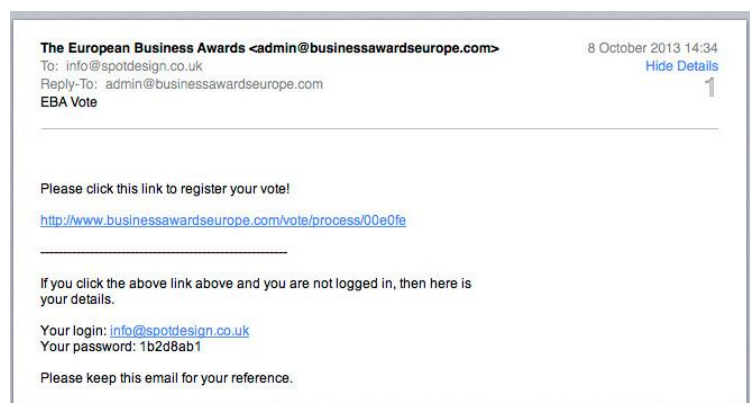 The European Business Awards <admin@businessawardseurope.com>
8 October 2013 14:34
To: info@spotdesign.co.uk
Hide Details
Reply-To: admin@businessawardseurope.com
1
EBA Vote
Please click this link to register your vote!
http://www.businessawardseurope.com/vote/process/00e0fe
------------------------------------------------------
If you click the above link above and you are not logged in, then here is
your details.
Your login: info@spotdesign.co.uk
Your password: 1b2d8ab1
Please keep this email for your reference.